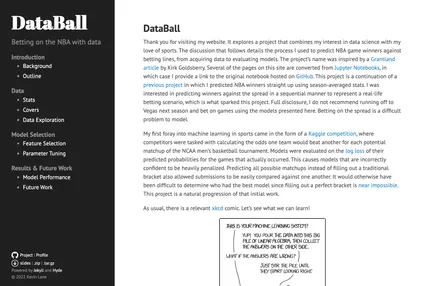 DataBall
Betting on the NBA with data
Introduction
Background
Outline
Data
Stats
Covers
Data Exploration
Model Selection
Feature Selection
Parameter Tuning
Results & Future Work
Model Performance
Future Work
Project | Profile
slides | zip | .tar.gz
Powered by Jekyll and Hyde
© 2022 Kevin Lane
DataBall
Thank you for visiting my website. It explores a project that combines my interest in data science with my
love of sports. The discussion that follows details the process I used to predict NBA game winners against
betting lines, from acquiring data to evaluating models. The project's name was inspired by a Grantland
article by Kirk Goldsberry. Several of the pages on this site are converted from Jupyter Notebooks, in
which case I provide a link to the original notebook hosted on GitHub. This project is a continuation of a
previous project in which I predicted NBA winners straight up using season-averaged stats. I was
interested in predicting winners against the spread in a sequential manner to represent a real-life
betting scenario, which is what sparked this project. Full disclosure, I do not recommend running off to
Vegas next season and bet on games using the models presented here. Betting on the spread is a difficult
problem to model.
My first foray into machine learning in sports came in the form of a Kaggle competition, where
competitors were tasked with calculating the odds one team would beat another for each potential
matchup of the NCAA men's basketball tournament. Models were evaluated on the log loss of their
predicted probabilities for the games that actually occurred. This causes models that are incorrectly
confident to be heavily penalized. Predicting all possible matchups instead of filling out a traditional
bracket also allowed submissions to be easily compared against one another. It would otherwise have
been difficult to determine who had the best model since filling out a perfect bracket is near impossible.
This project is a natural progression of that initial work.
As usual, there is a relevant xkcd comic. Let's see what we can learn!
THIS IS YOUR MACHINE LEARNING SYSTEM?
YUP! YOU POUR THE DATA INTO THIS BIG
PILE OF LINEAR ALGEBRA, THEN COLLECT
THE ANSWERS ON THE OTHER SIDE.
WHAT IF THE ANSWERS ARE WRONG?
JUST STIR THE PILE UNTIL
THEY START LOOKING RIGHT.